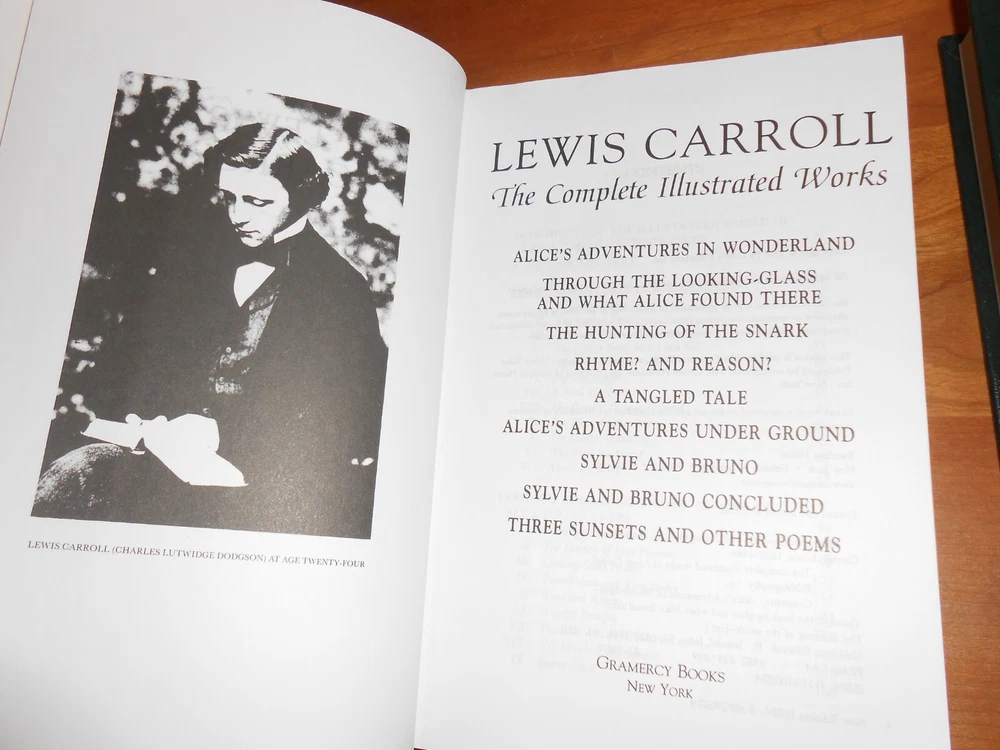 LEWIS CARROLL (CHARLES LUTWIDGE DODGSON) AT AGE TWENTY-FOUR
LEWIS CARROLL
The Complete Illustrated Works
ALICE'S ADVENTURES IN WONDERLAND
THROUGH THE LOOKING-GLASS
AND WHAT ALICE FOUND THERE
THE HUNTING OF THE SNARK
RHYME? AND REASON?
A TANGLED TALE
ALICE'S ADVENTURES UNDER GROUND
SYLVIE AND BRUNO
SYLVIE AND BRUNO CONCLUDED
THREE SUNSETS AND OTHER POEMS
GRAMERCY BOOKS
NEW YORK